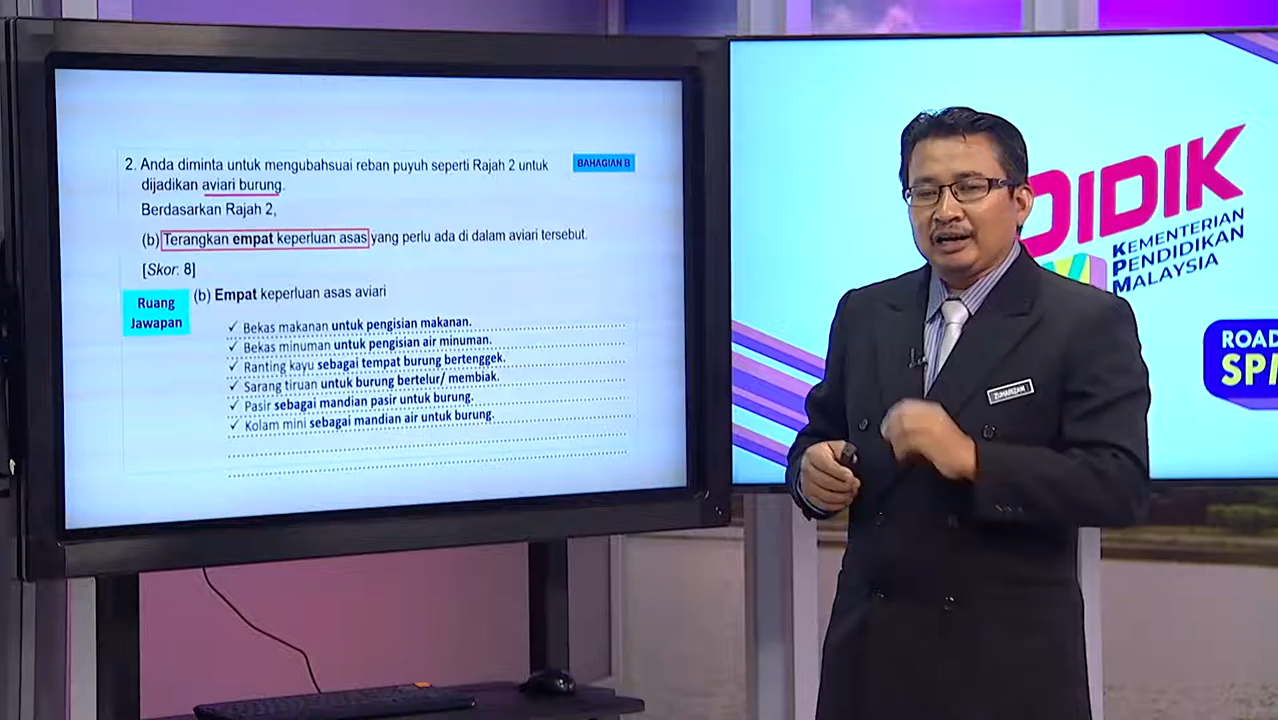 2. Anda diminta untuk mengubahsuai reban puyuh seperti Rajah 2 untuk
dijadikan aviari burung.
BAHAGIAN B
Berdasarkan Rajah 2,
(b) Terangkan empat keperluan asas yang perlu ada di dalam aviari tersebut.
[Skor: 8]
Ruang
Jawapan
(b) Empat keperluan asas aviari
✓ Bekas makanan untuk pengisian makanan.
✓ Bekas minuman untuk pengisian air minuman.
✓ Ranting kayu sebagai tempat burung bertenggek.
✓ Sarang tiruan untuk burung bertelur/ membiak.
✓ Pasir sebagai mandian pasir untuk burung.
✓ Kolam mini sebagai mandian air untuk burung.
DIDIK
KEMENTERIAN
PENDIDIKAN
MALAYSIA
ROAD
SPM
ZUHARIZAM